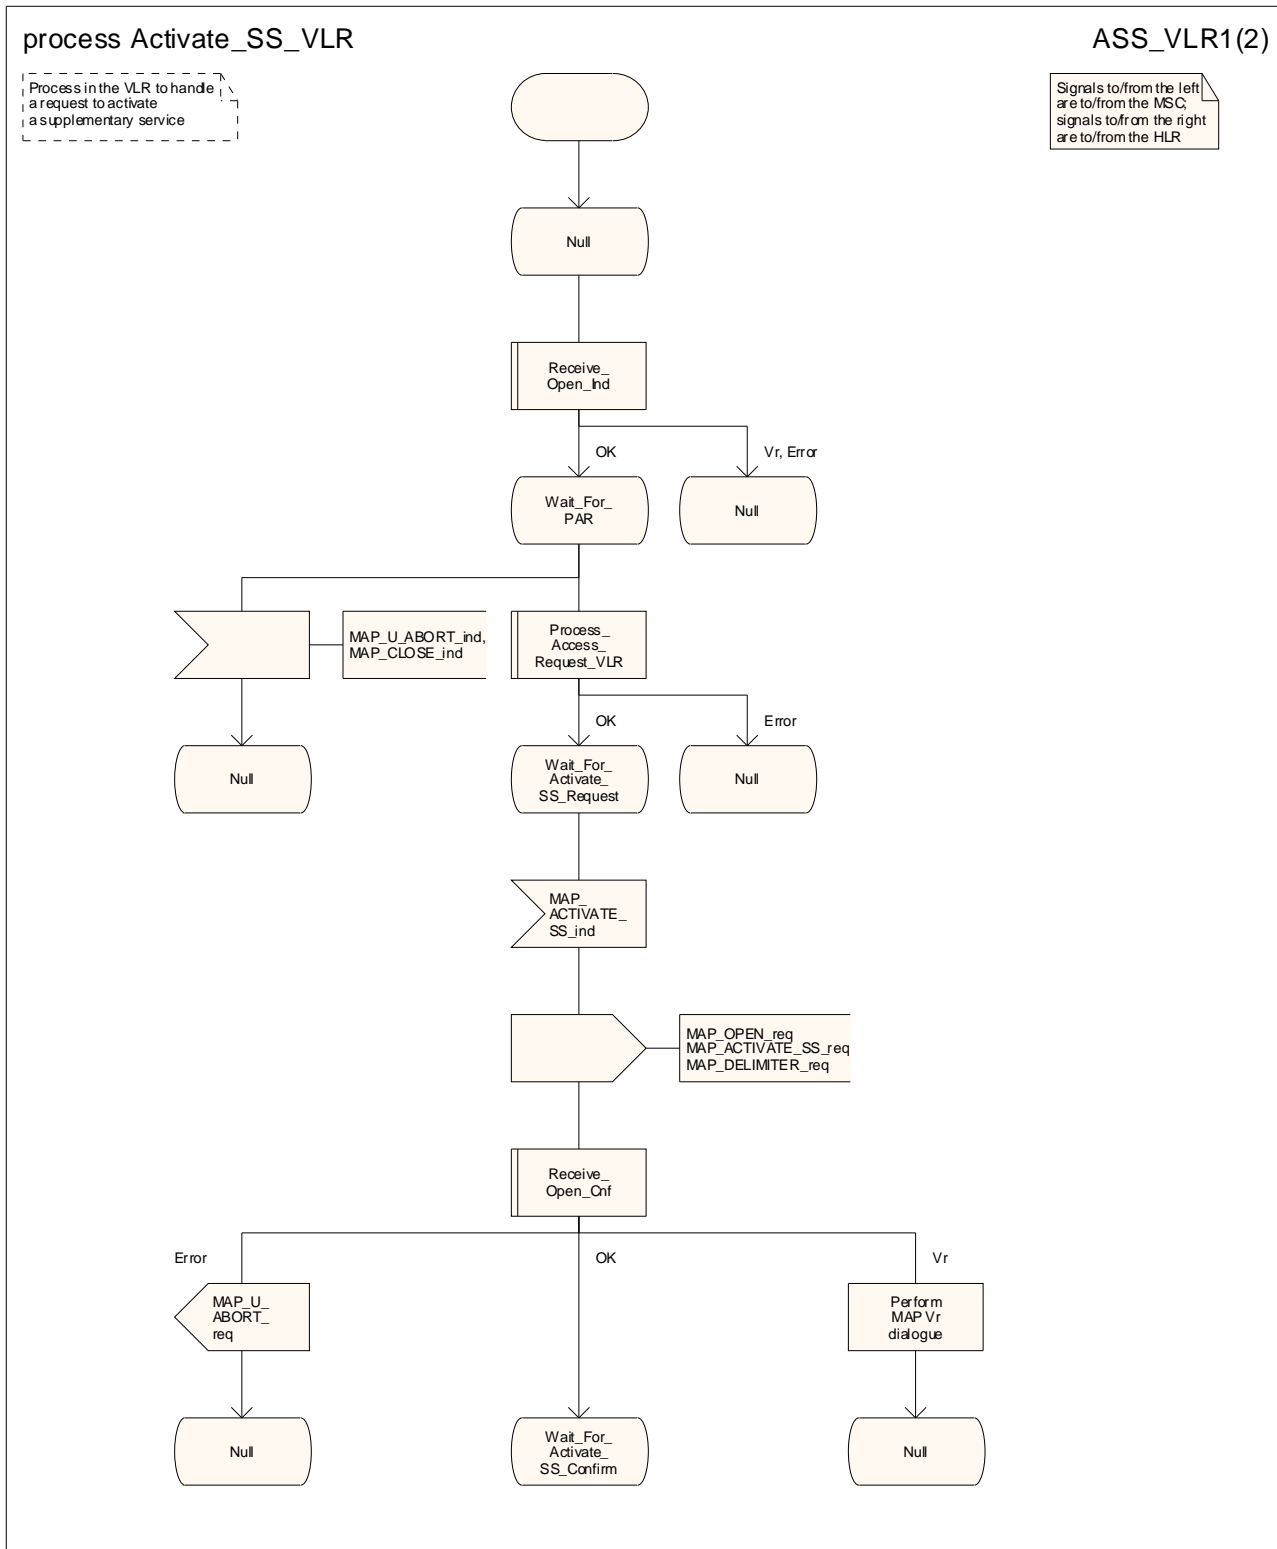 process Activate_SS_VLR
ASS_VLR1(2)
Process in the VLR to handle
a request to activate
a supplementary service
Signals to/from the left
are to/from the MSC;
signals to/from the right
are to/from the HLR
Null
Receive_
Open_Ind
OK
Vr, Error
Wait_For_
PAR
Null
MAP_U_ABORT_ind,
MAP_CLOSE_ind
Process_
Access_
Request_VLR
OK
Error
Null
Wait_For_
Activate_
SS_Request
Null
MAP_
ACTIVATE_
SS_ind
MAP_OPEN_req
MAP_ACTIVATE_SS_req
MAP_DELIMITER_req
Receive_
Open_Cnf
Error
OK
Vr
MAP_U_
ABORT_
req
Perform
MAP Vr
dialogue
Null
Wait_For_
Activate_
SS_Confirm
Null